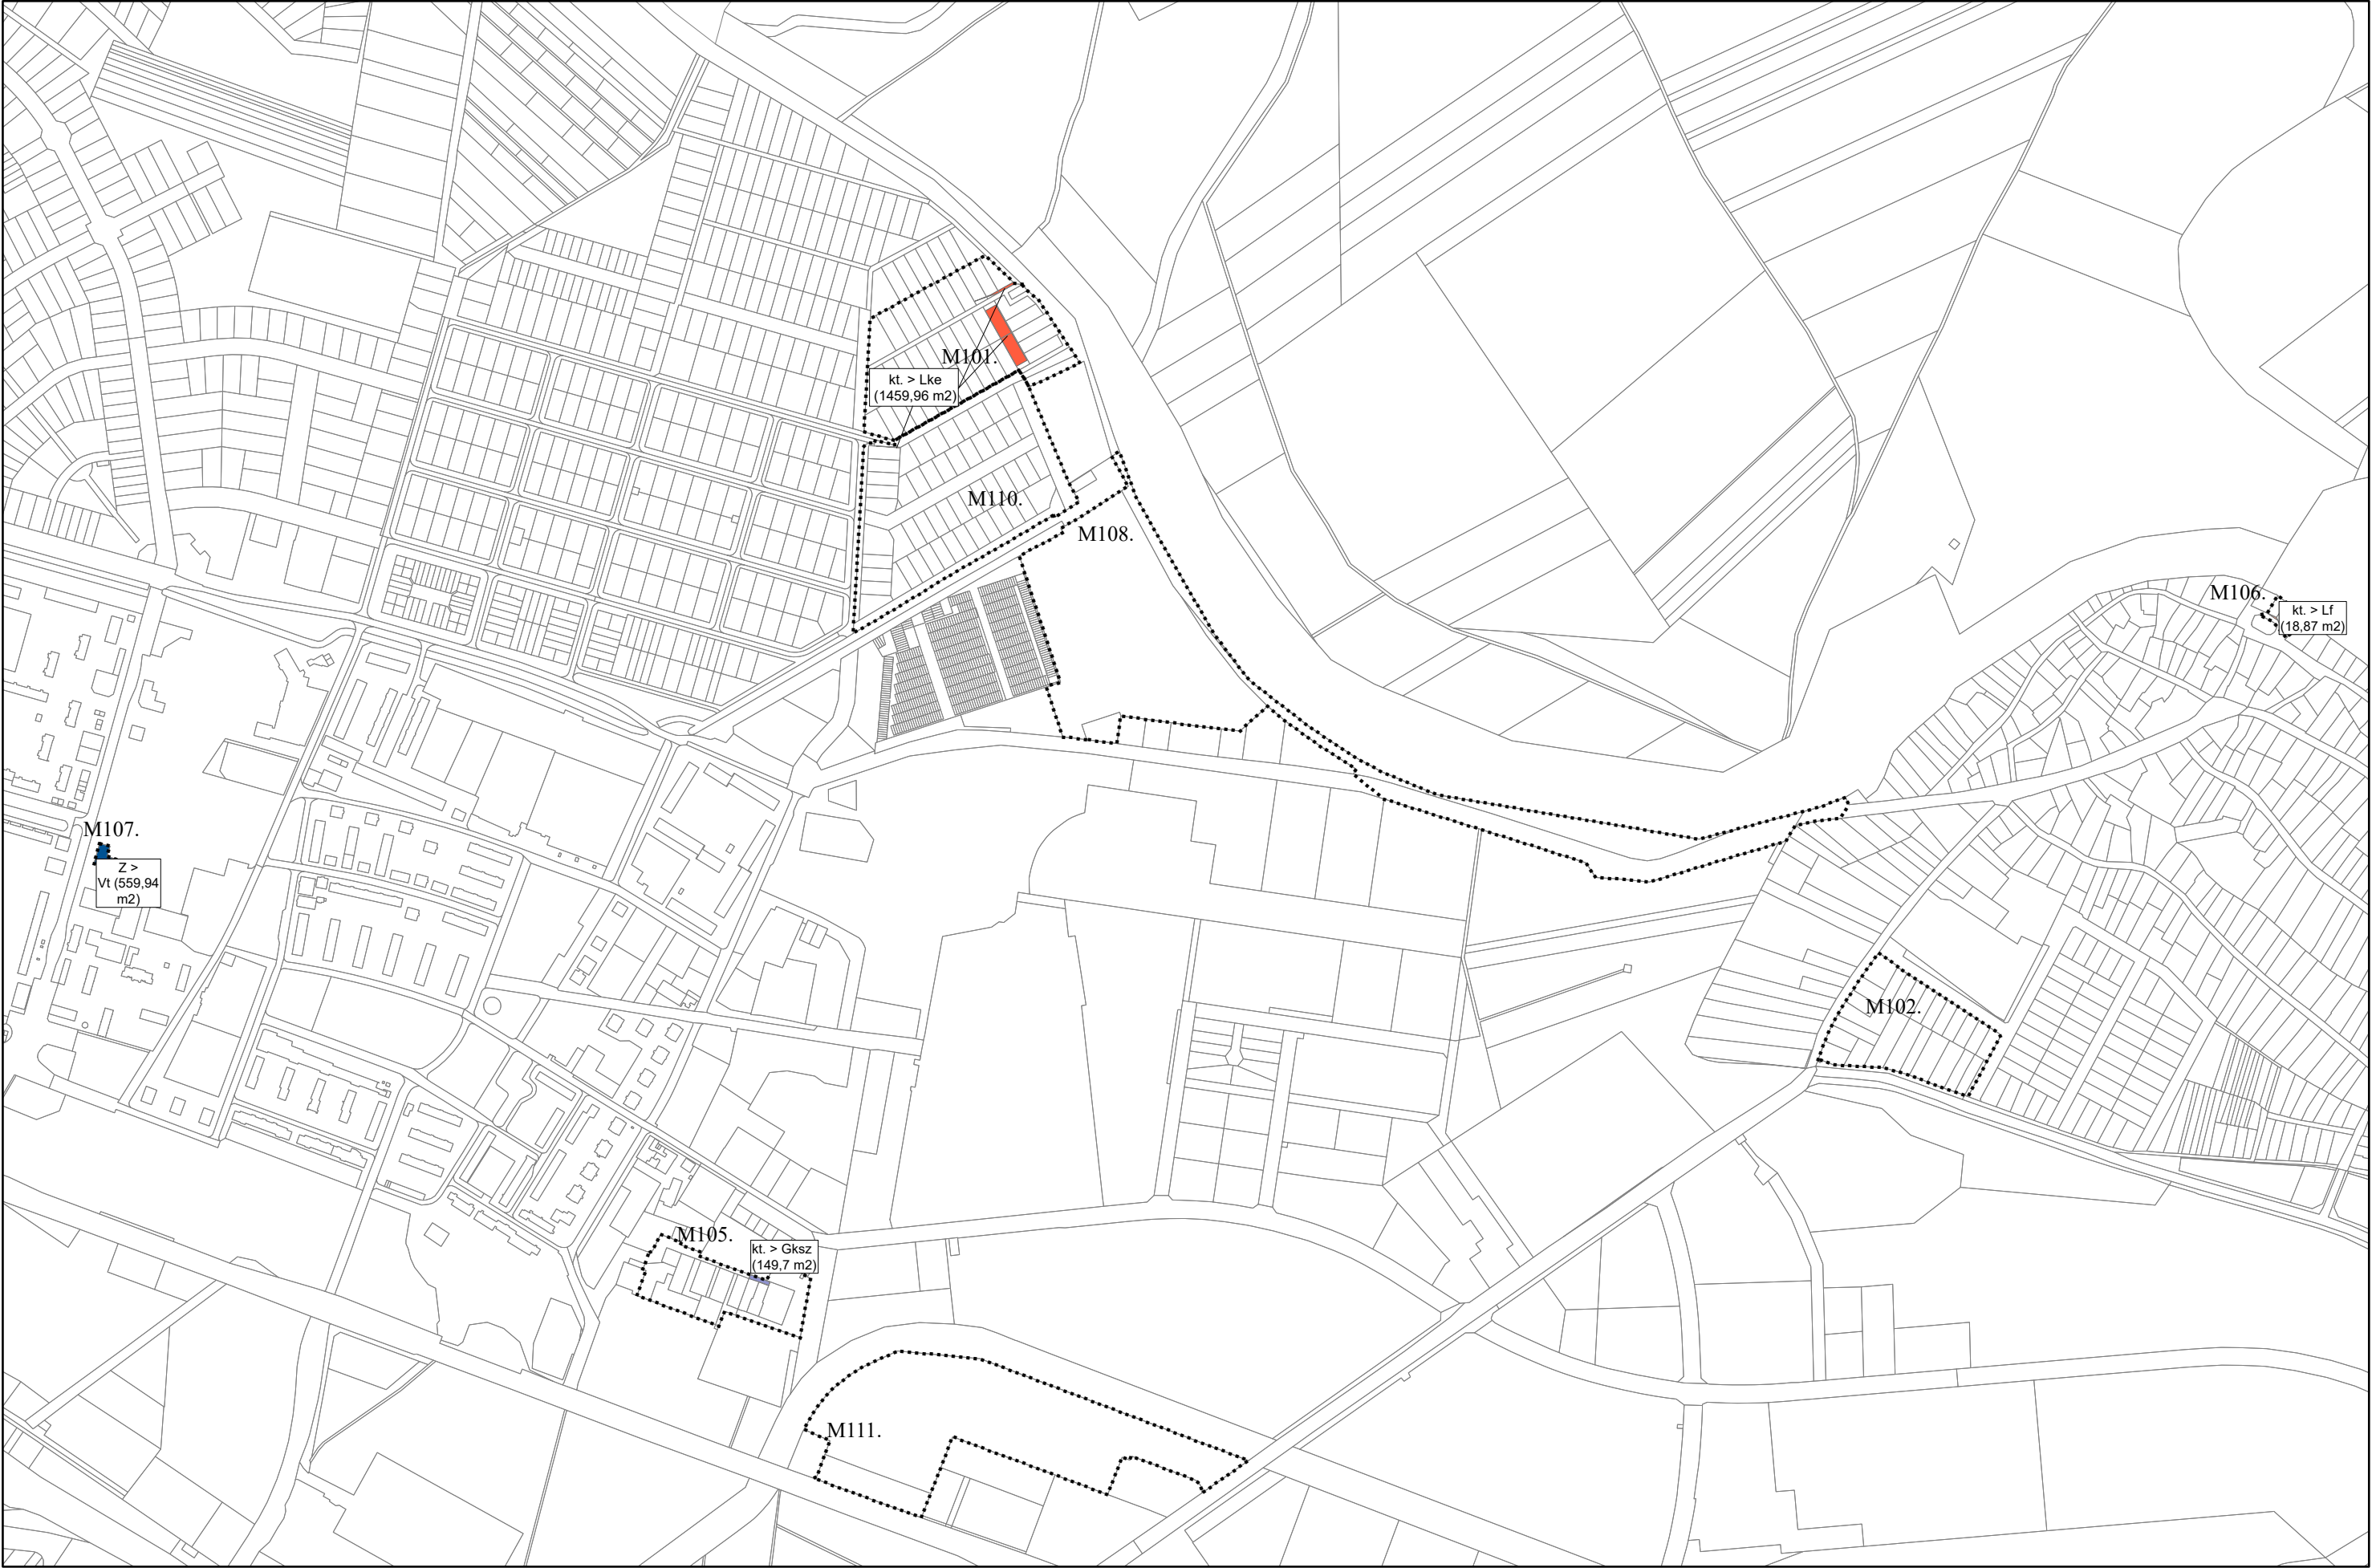 M101.
kt. > Lke
(1459,96 m2)
M110.
M108.
M106.
kt. > Lf
(18,87 m2)
M107.
Z >
Vt (559,94
m2)
M102.
M105.
kt. > Gksz
(149,7 m2)
M111.